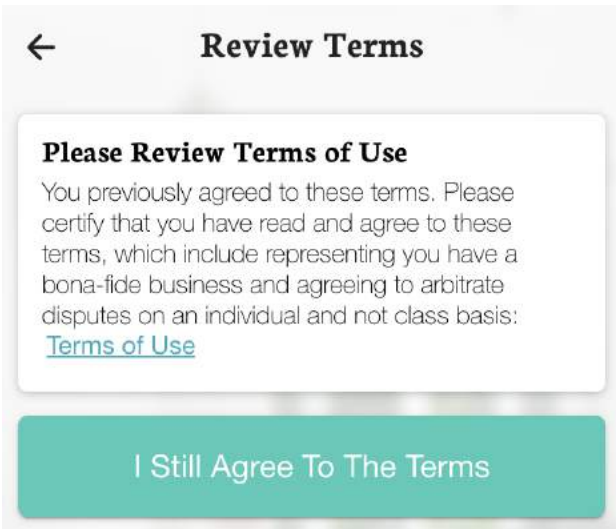 Review Terms
Please Review Terms of Use
You previously agreed to these terms. Please
certify that you have read and agree to these
terms, which include representing you have a
bona-fide business and agreeing to arbitrate
disputes on an individual and not class basis:
Terms of Use
I Still Agree To The Terms